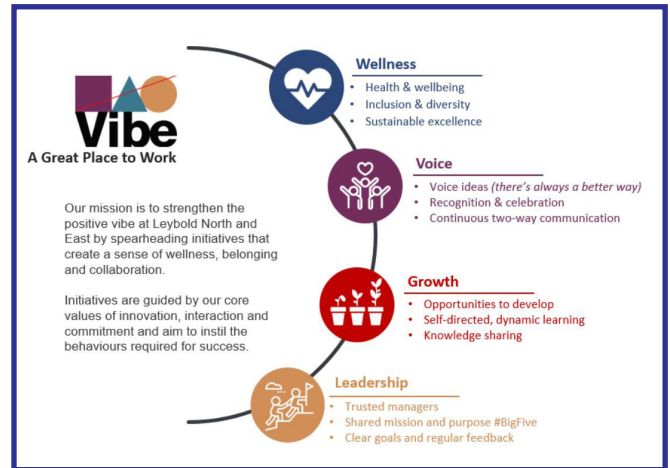 Vibe
A Great Place to Work
Our mission is to strengthen the
positive vibe at Leybold North and
East by spearheading initiatives that
create a sense of wellness, belonging
and collaboration.
Initiatives are guided by our core
values of innovation, interaction and
commitment and aim to instil the
behaviours required for success.
Wellness
• Health & wellbeing
• Inclusion & diversity
• Sustainable excellence
Voice
• Voice ideas (there's always a better way)
• Recognition & celebration
• Continuous two-way communication
Growth
• Opportunities to develop
• Self-directed, dynamic learning
• Knowledge sharing
Leadership
• Trusted managers
• Shared mission and purpose #BigFive
• Clear goals and regular feedback